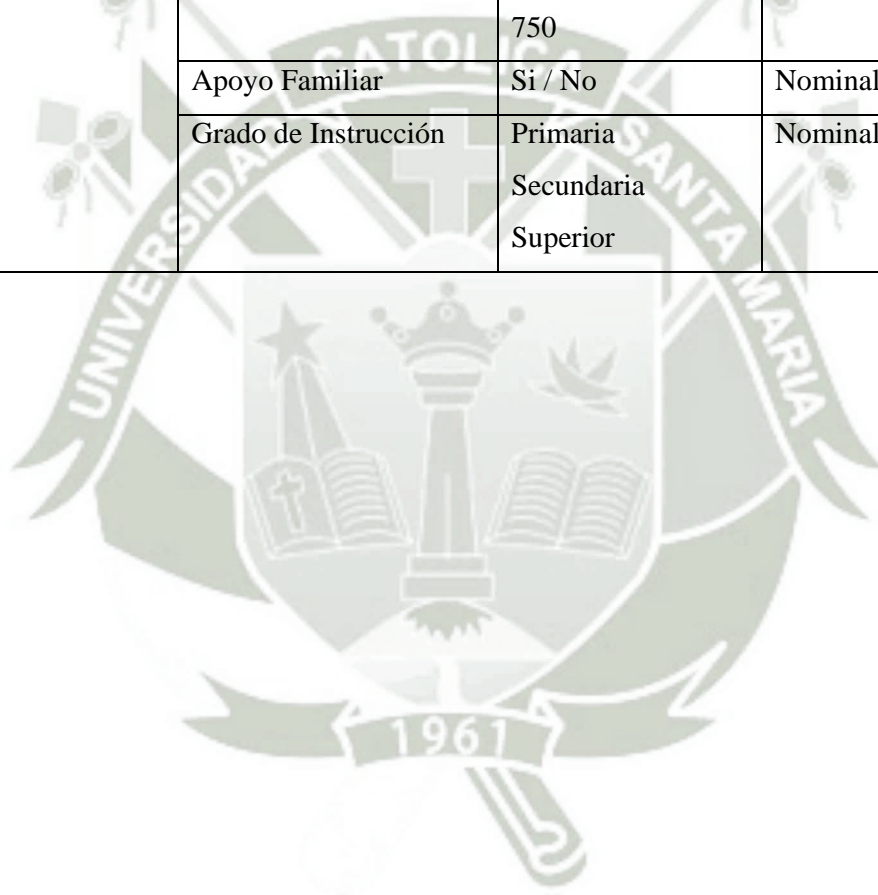 750
Apoyo Familiar Si / No Nominal
Grado de Instrucción Primaria Nominal
Secundaria
Superior
UNIVERSIDAD CATOLICA SANTA MARIA
1961